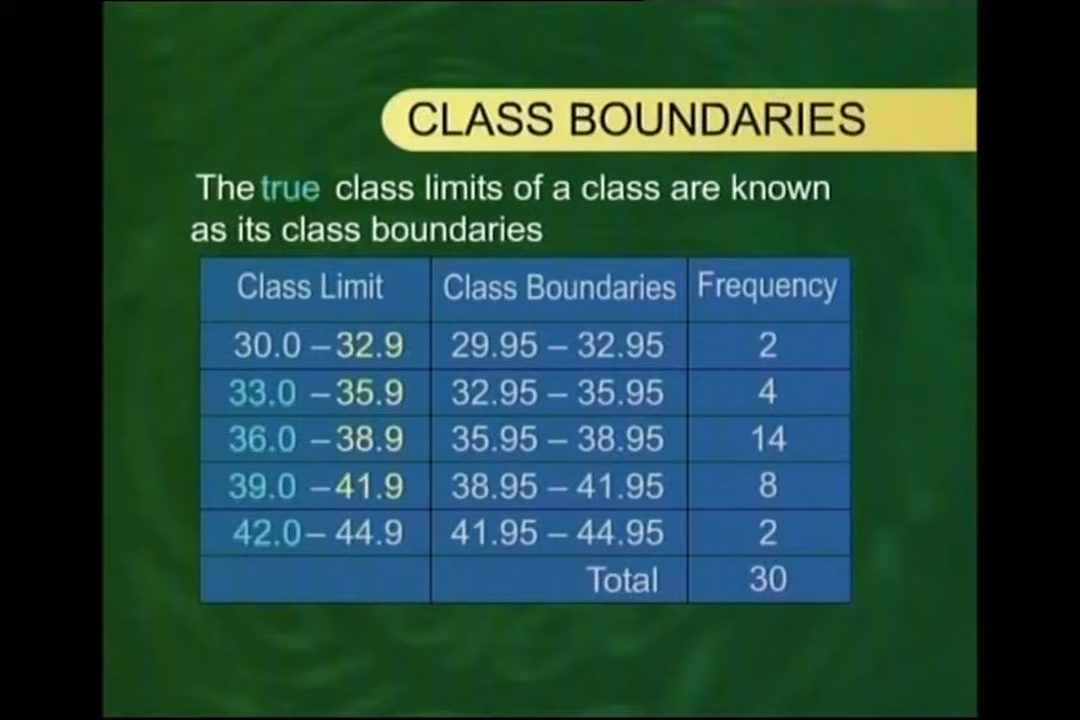 CLASS BOUNDARIES
The true class limits of a class are known
as its class boundaries
Class Limit Class Boundaries Frequency
30.0 – 32.9 29.95 – 32.95 2
33.0 – 35.9 32.95 – 35.95 4
36.0 – 38.9 35.95 – 38.95 14
39.0 – 41.9 38.95 – 41.95 8
42.0 – 44.9 41.95 – 44.95 2
Total 30